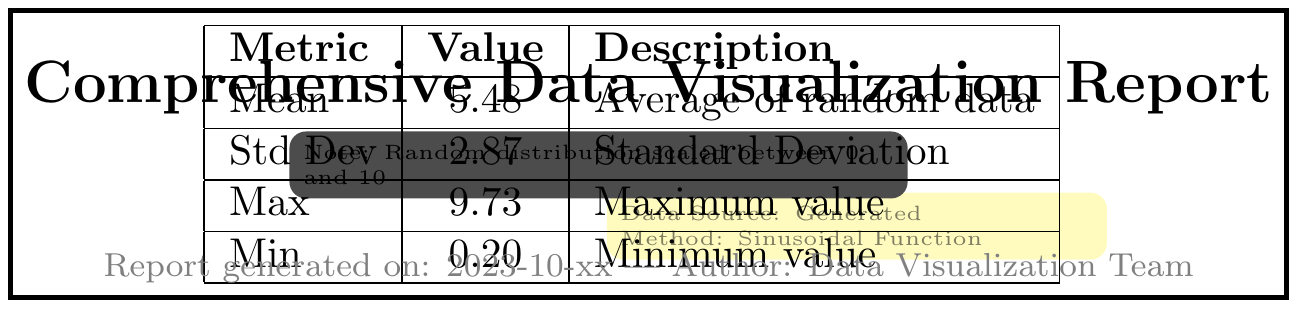 Metric Value Description
Comprehensive Data Visualization Report
Mean 5.48 Average of random data
Std Dev 2.87 Standard Deviation
Note: Random distribution scaled between 0
and 10
Max 9.73 Maximum value
Data Source: Generated
Method: Sinusoidal Function
Min 0.20 Minimum value
Report generated on: 2023-10-xx — Author: Data Visualization Team